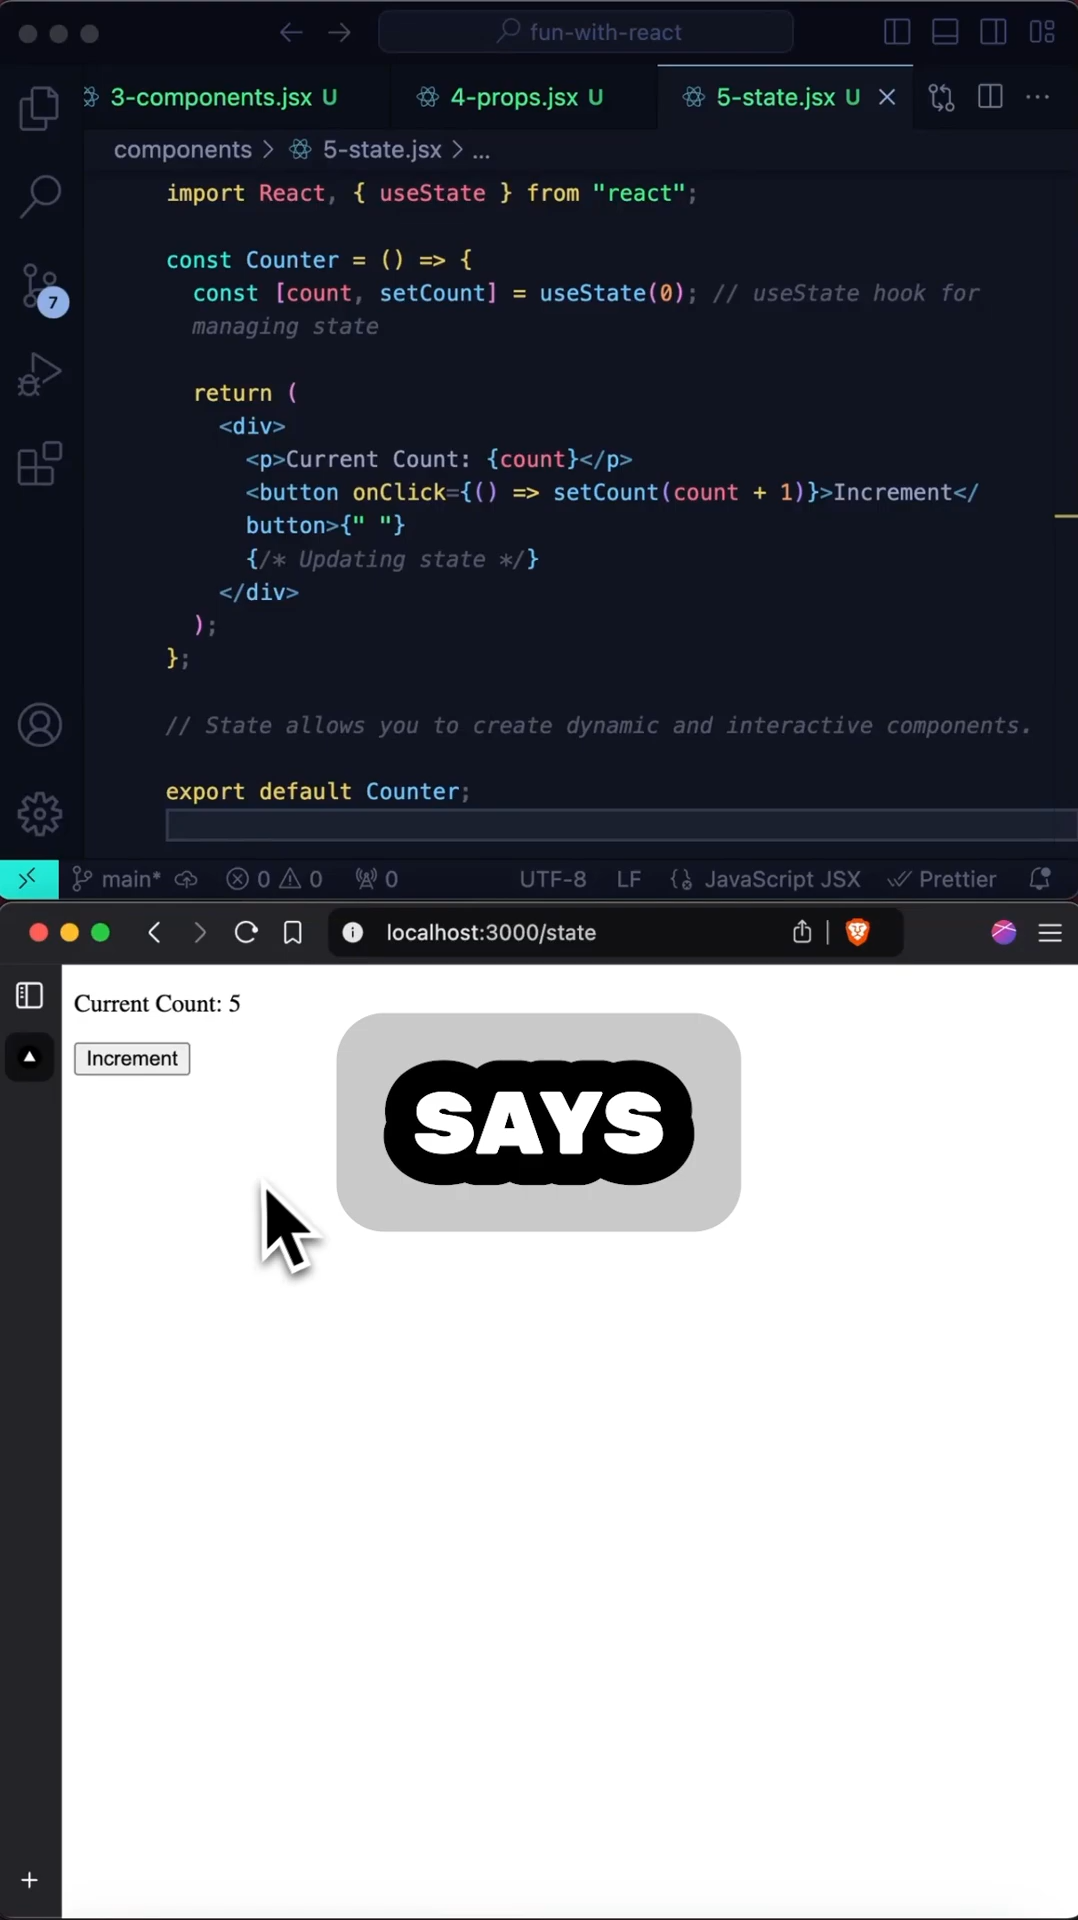 fun-with-react
3-components.jsx U
4-props.jsx U
5-state.jsx U
components > 5-state.jsx > ...
import React, { useState } from "react";
const Counter = () => {
const [count, setCount] = useState(0); // useState hook for
managing state
return (
<div>
<p>Current Count: {count}</p>
<button onClick={() => setCount(count + 1)}>Increment</
button>{" "}
{/* Updating state */}
</div>
);
};
// State allows you to create dynamic and interactive components.
export default Counter;
7
main* 0 0 0 UTF-8 LF JavaScript JSX Prettier
localhost:3000/state
Current Count: 5
Increment
SAYS